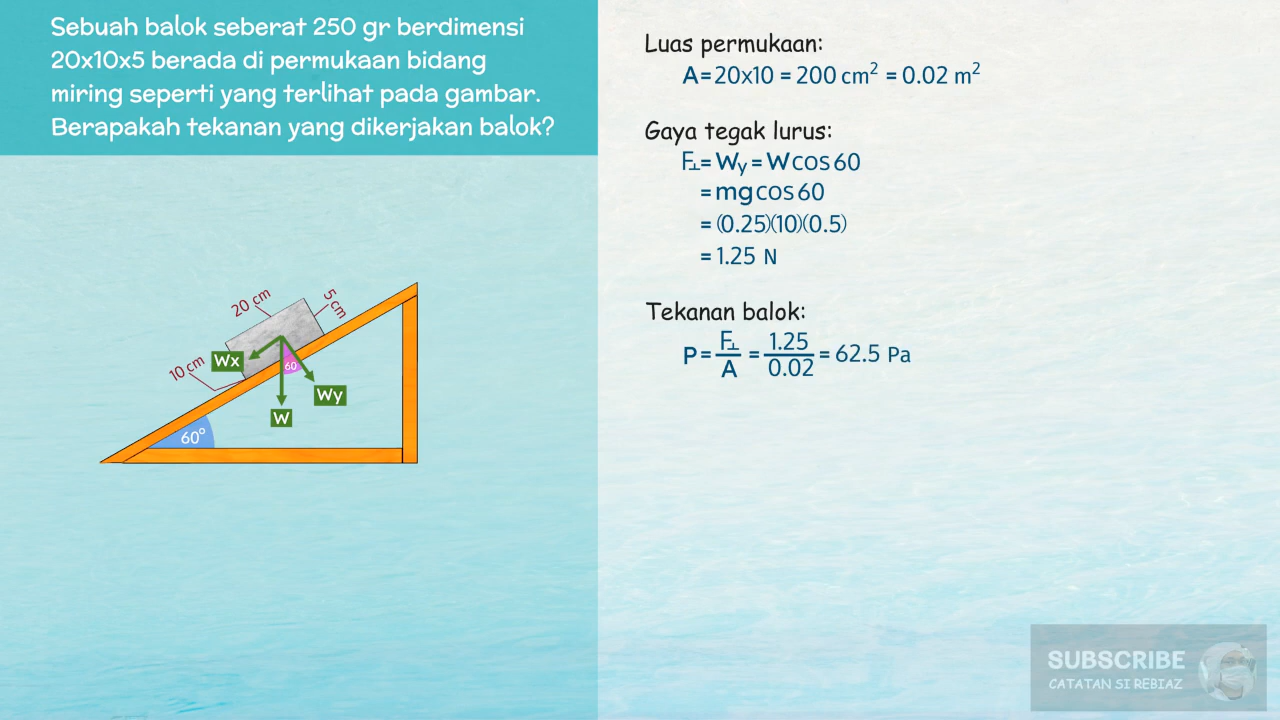 Sebuah balok seberat 250 gr berdimensi
20x10x5 berada di permukaan bidang
miring seperti yang terlihat pada gambar.
Berapakah tekanan yang dikerjakan balok?
20 cm
5 cm
10 cm
Wx
60
Wy
W
60°
Luas permukaan:
A=20x10 = 200 cm² = 0.02 m²
Gaya tegak lurus:
F⊥= Wy = W cos 60
= mg cos 60
= (0.25)(10)(0.5)
= 1.25 N
Tekanan balok:
P = F⊥/A = 1.25/0.02 = 62.5 Pa
SUBSCRIBE
CATATAN SI REBIAZ